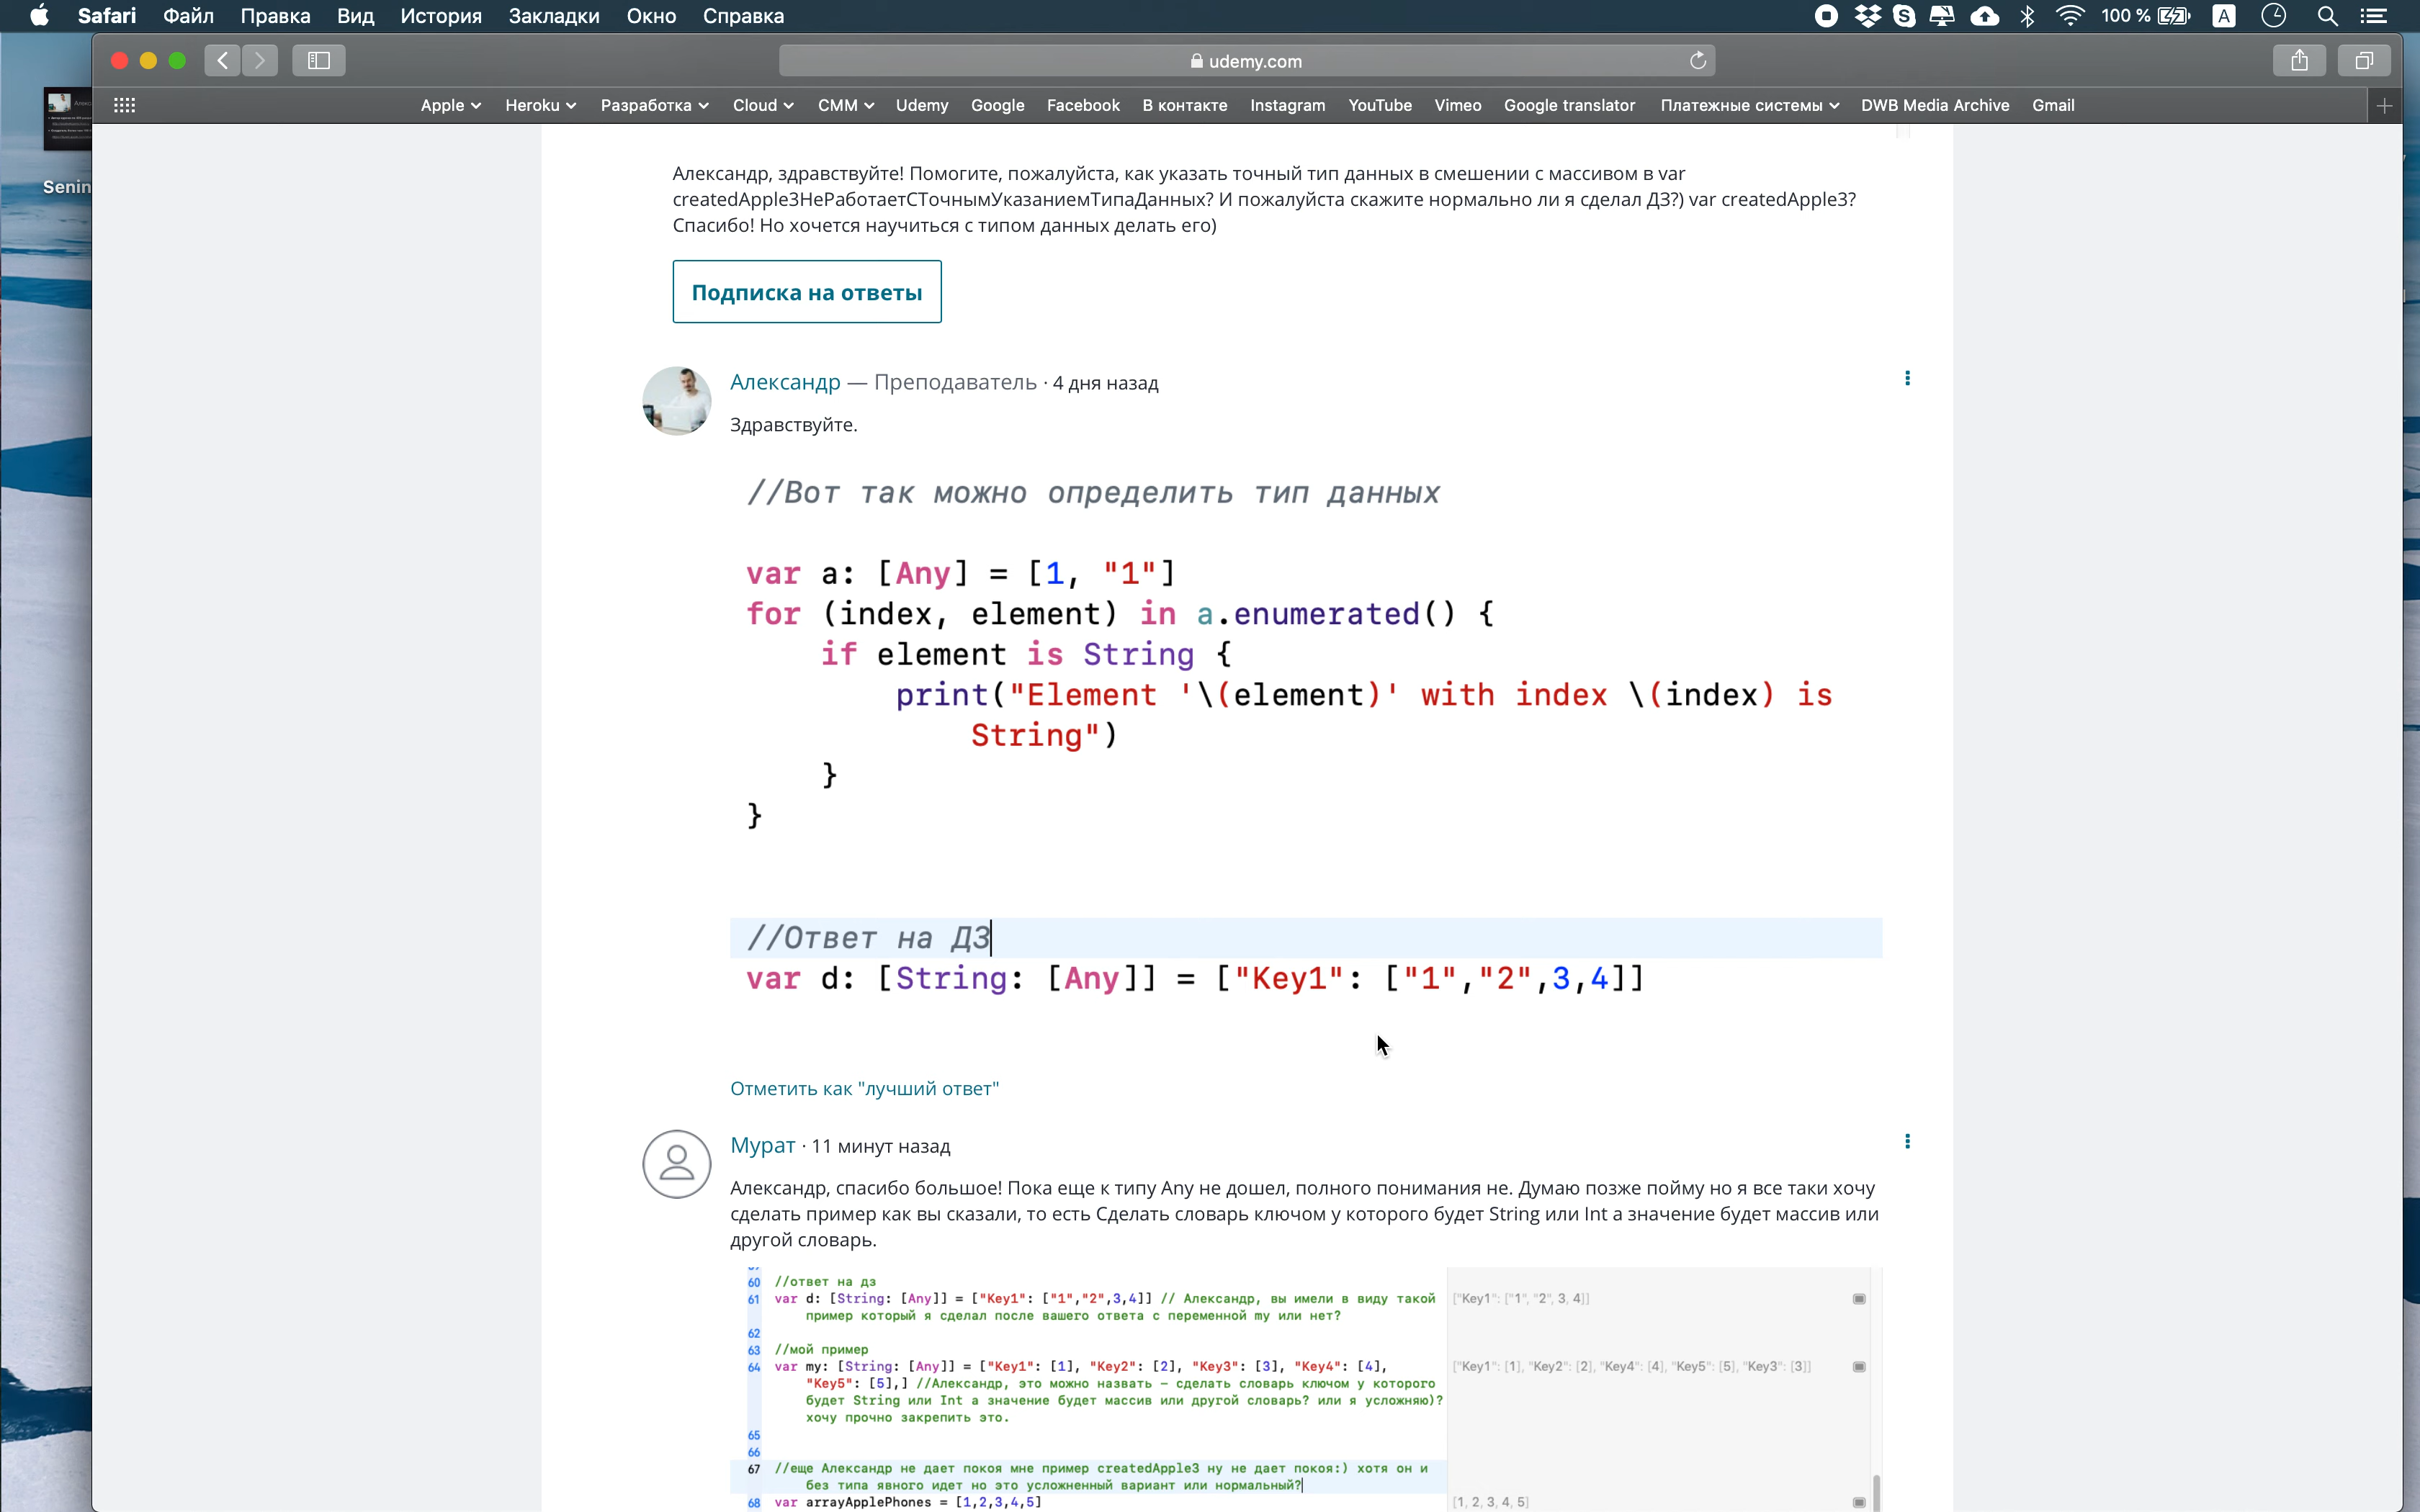 Safari Файл Правка Вид История Закладки Окно Справка 100 % A
udemy.com
Apple Heroku Разработка Cloud СММ Udemy Google Facebook В контакте Instagram YouTube Vimeo Google translator Платежные системы DWB Media Archive Gmail
Senin
Александр, здравствуйте! Помогите, пожалуйста, как указать точный тип данных в смешении с массивом в var
createdApple3НеРаботаетСТочнымУказаниемТипаДанных? И пожалуйста скажите нормально ли я сделал ДЗ?) var createdApple3?
Спасибо! Но хочется научиться с типом данных делать его)
Подписка на ответы
Александр — Преподаватель · 4 дня назад
Здравствуйте.
//Вот так можно определить тип данных
var a: [Any] = [1, "1"]
for (index, element) in a.enumerated() {
if element is String {
print("Element '\(element)' with index \(index) is
String")
}
}
//Ответ на ДЗ
var d: [String: [Any]] = ["Key1": ["1","2",3,4]]
Отметить как "лучший ответ"
Мурат · 11 минут назад
Александр, спасибо большое! Пока еще к типу Any не дошел, полного понимания не. Думаю позже пойму но я все таки хочу
сделать пример как вы сказали, то есть Сделать словарь ключом у которого будет String или Int а значение будет массив или
другой словарь.
60 //ответ на дз
61 var d: [String: [Any]] = ["Key1": ["1","2",3,4]] // Александр, вы имели в виду такой ["Key1": ["1", "2", 3, 4]]
пример который я сделал после вашего ответа с переменной my или нет?
62
63 //мой пример
64 var my: [String: [Any]] = ["Key1": [1], "Key2": [2], "Key3": [3], "Key4": [4], ["Key1": [1], "Key2": [2], "Key4": [4], "Key5": [5], "Key3": [3]]
"Key5": [5],] //Александр, это можно назвать – сделать словарь ключом у которого
будет String или Int а значение будет массив или другой словарь? или я усложняю)?
хочу прочно закрепить это.
65
66
67 //еще Александр не дает покоя мне пример createdApple3 ну не дает покоя:) хотя он и
без типа явного идет но это усложненный вариант или нормальный?
68 var arrayApplePhones = [1,2,3,4,5] [1, 2, 3, 4, 5]